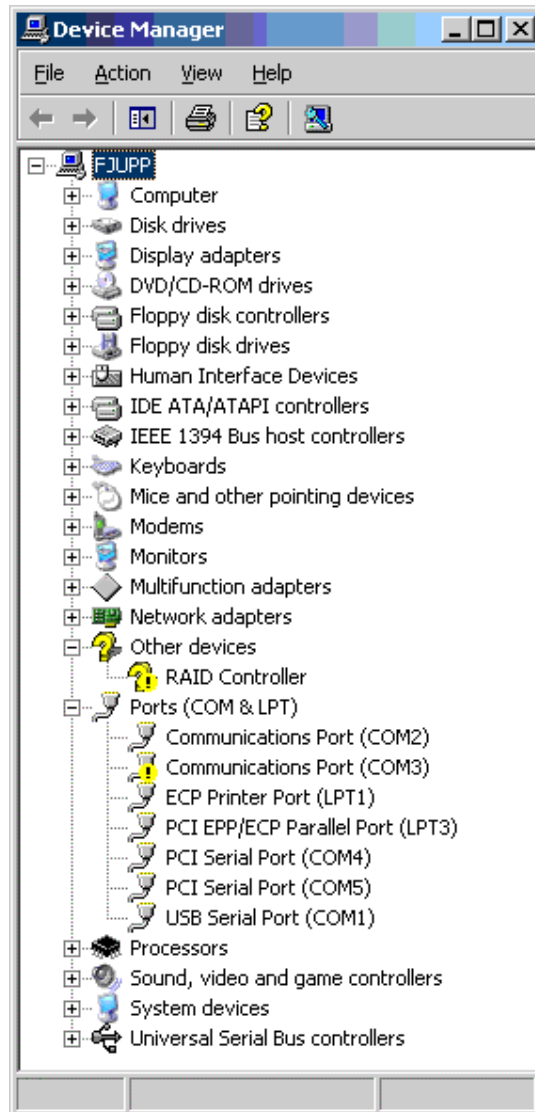 Device Manager
File Action View Help
FJUPP
Computer
Disk drives
Display adapters
DVD/CD-ROM drives
Floppy disk controllers
Floppy disk drives
Human Interface Devices
IDE ATA/ATAPI controllers
IEEE 1394 Bus host controllers
Keyboards
Mice and other pointing devices
Modems
Monitors
Multifunction adapters
Network adapters
Other devices
RAID Controller
Ports (COM & LPT)
Communications Port (COM2)
Communications Port (COM3)
ECP Printer Port (LPT1)
PCI EPP/ECP Parallel Port (LPT3)
PCI Serial Port (COM4)
PCI Serial Port (COM5)
USB Serial Port (COM1)
Processors
Sound, video and game controllers
System devices
Universal Serial Bus controllers